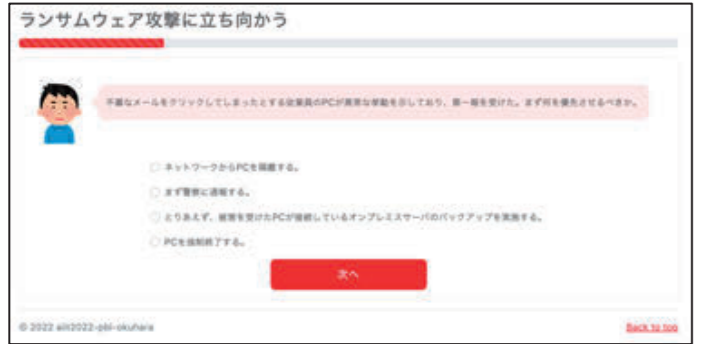 ランサムウェア攻撃に立ち向かう
不審なメールをクリックしてしまったとする従業員のPCが異常な挙動を示しており、第一報を受けた。まず何を優先させるべきか。
ネットワークからPCを隔離する。
まず警察に通報する。
とりあえず、被害を受けたPCが接続しているオンプレミスサーバのバックアップを実施する。
PCを強制終了する。
次へ
© 2022 aiit2022-pbl-okuhara
Back to top